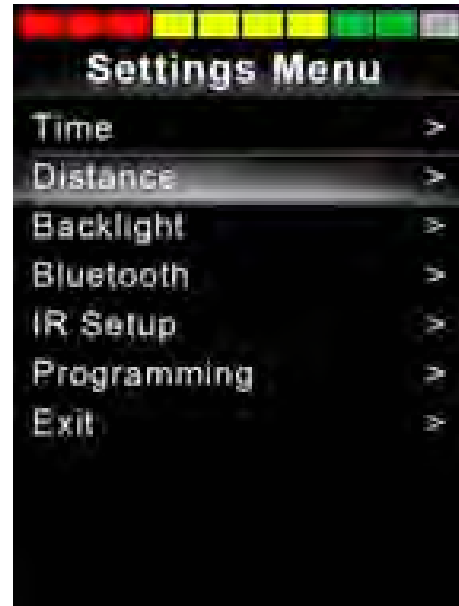 Settings Menu
Time >
Distance >
Backlight >
Bluetooth >
IR Setup >
Programming >
Exit >